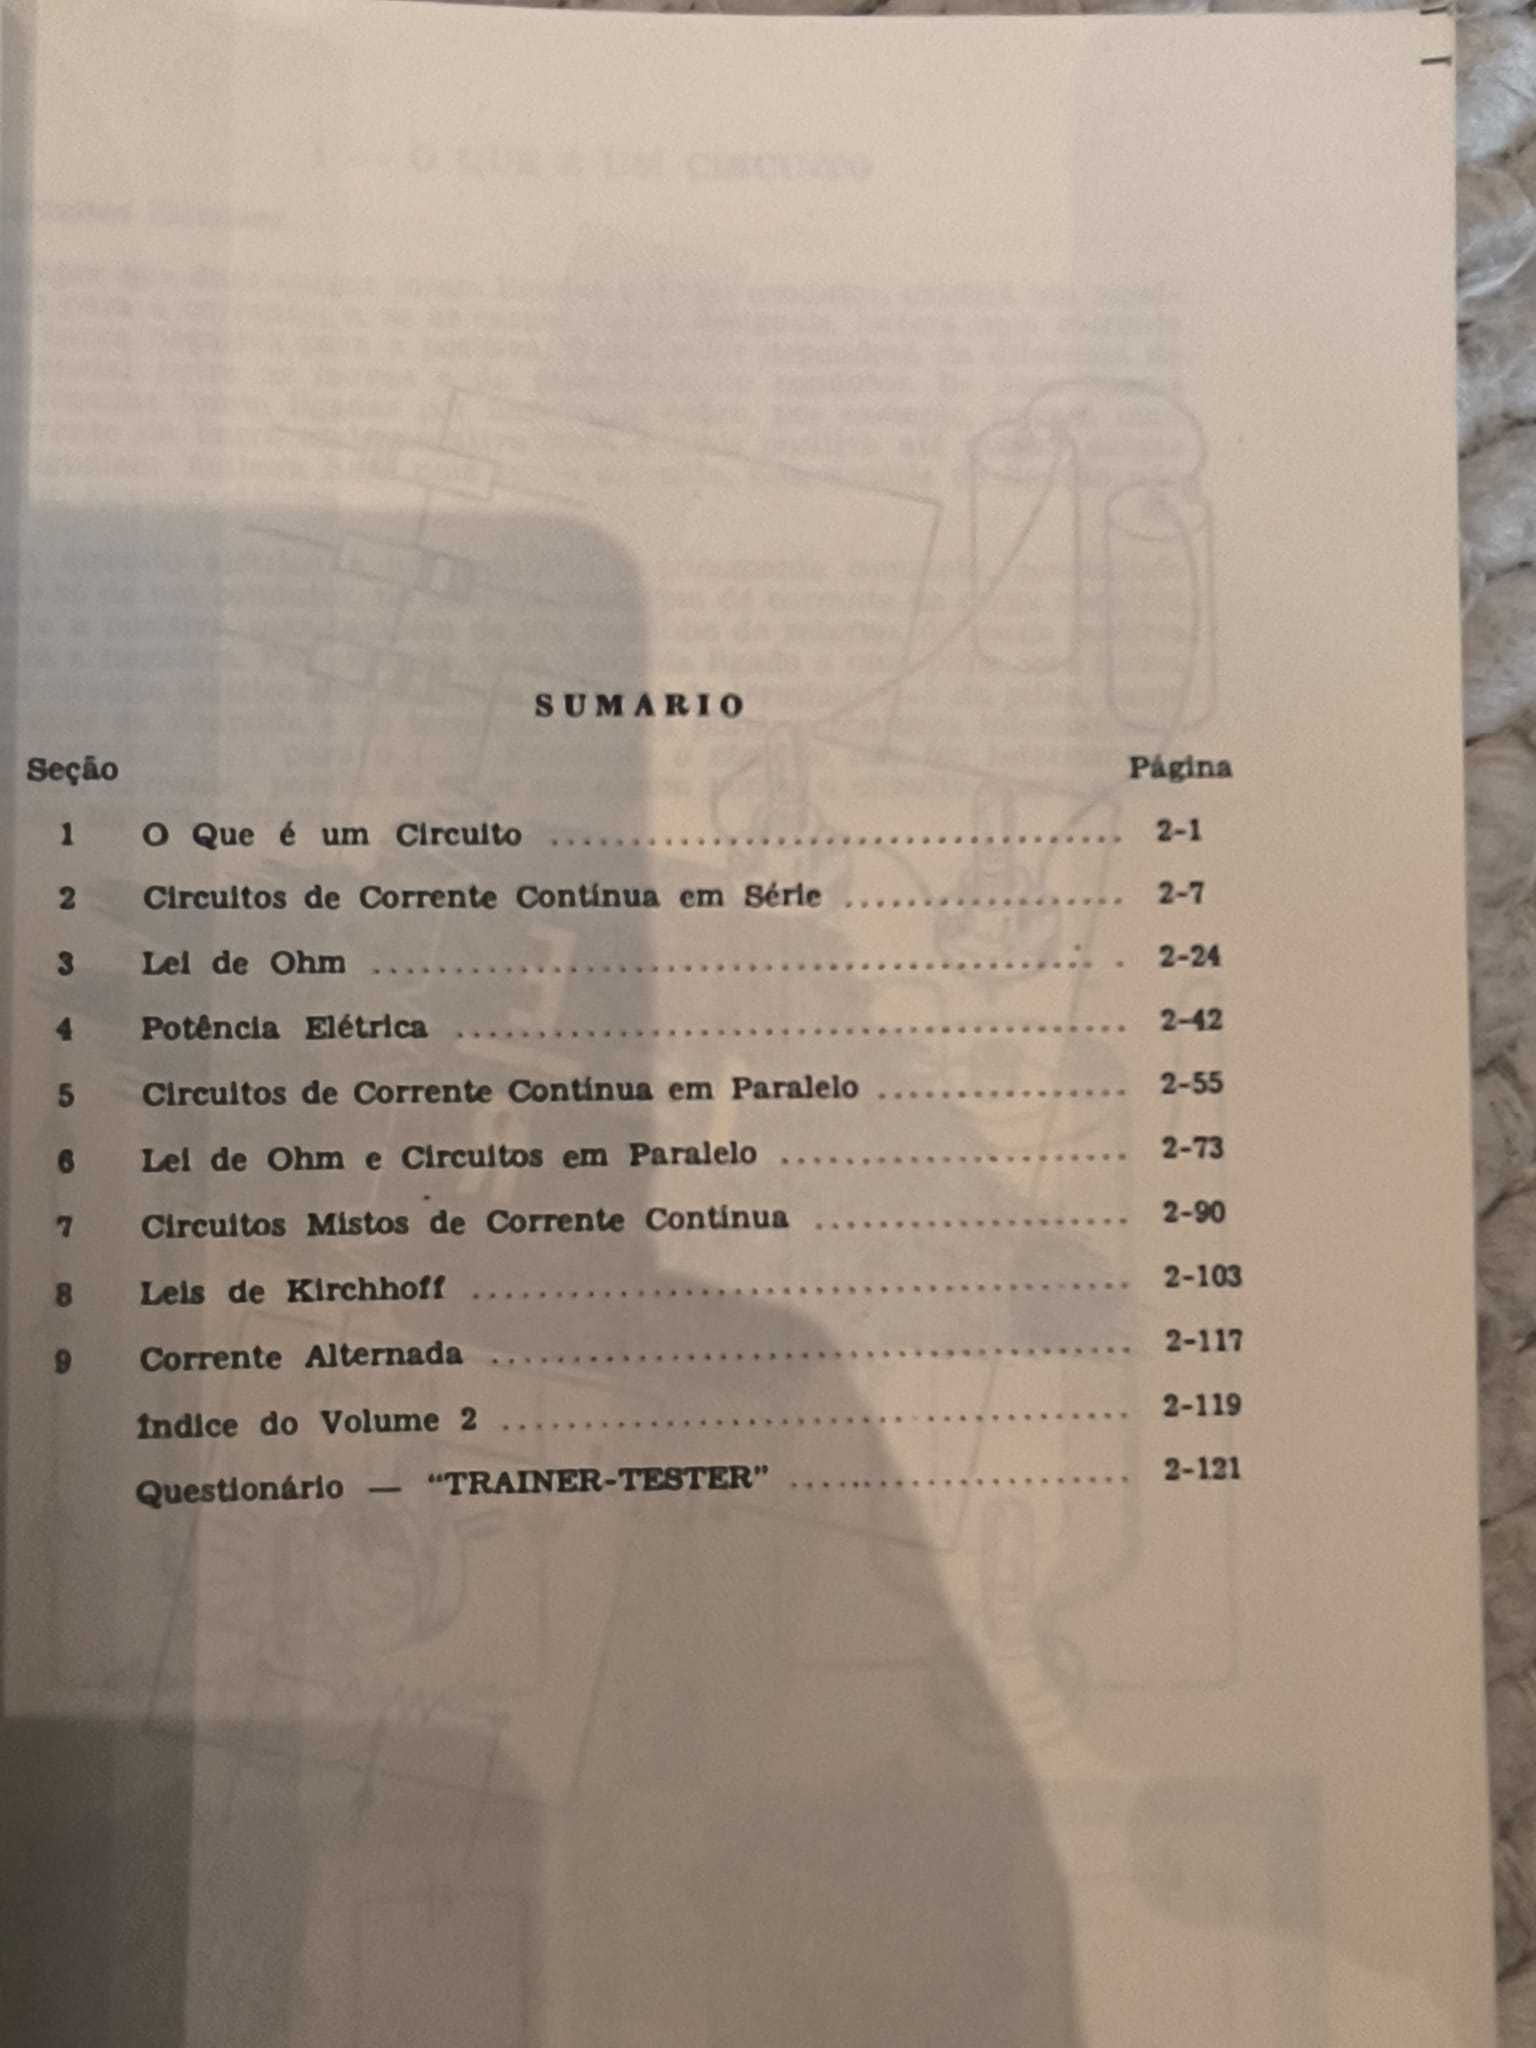 SUMÁRIO
Seção Página
1 O Que é um Circuito .................................... 2-1
2 Circuitos de Corrente Contínua em Série .................. 2-7
3 Lei de Ohm ............................................. 2-24
4 Potência Elétrica ......................................... 2-42
5 Circuitos de Corrente Contínua em Paralelo ................ 2-55
6 Lei de Ohm e Circuitos em Paralelo ...................... 2-73
7 Circuitos Mistos de Corrente Contínua .................... 2-90
8 Leis de Kirchhoff ........................................ 2-103
9 Corrente Alternada ....................................... 2-117
Índice do Volume 2 ...................................... 2-119
Questionário — “TRAINER-TESTER” ..................... 2-121